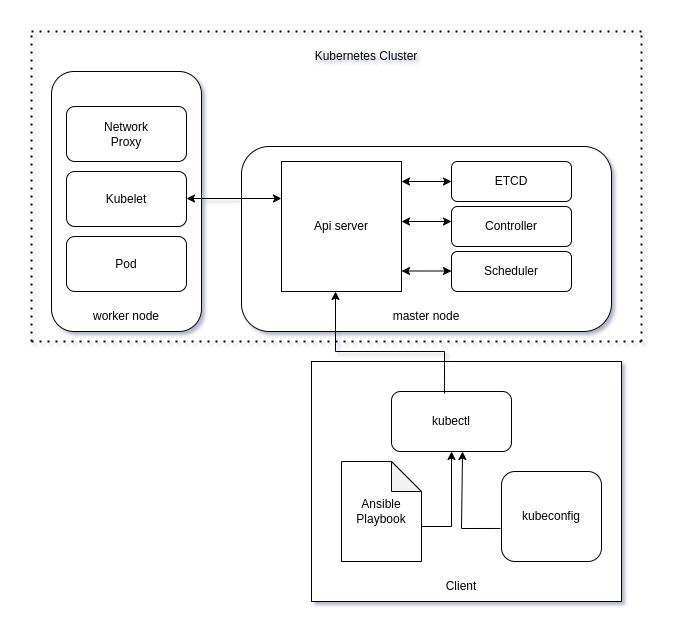 Kubernetes Cluster
Network
Proxy
Kubelet
Pod
worker node
Api server
ETCD
Controller
Scheduler
master node
kubectl
Ansible
Playbook
kubeconfig
Client